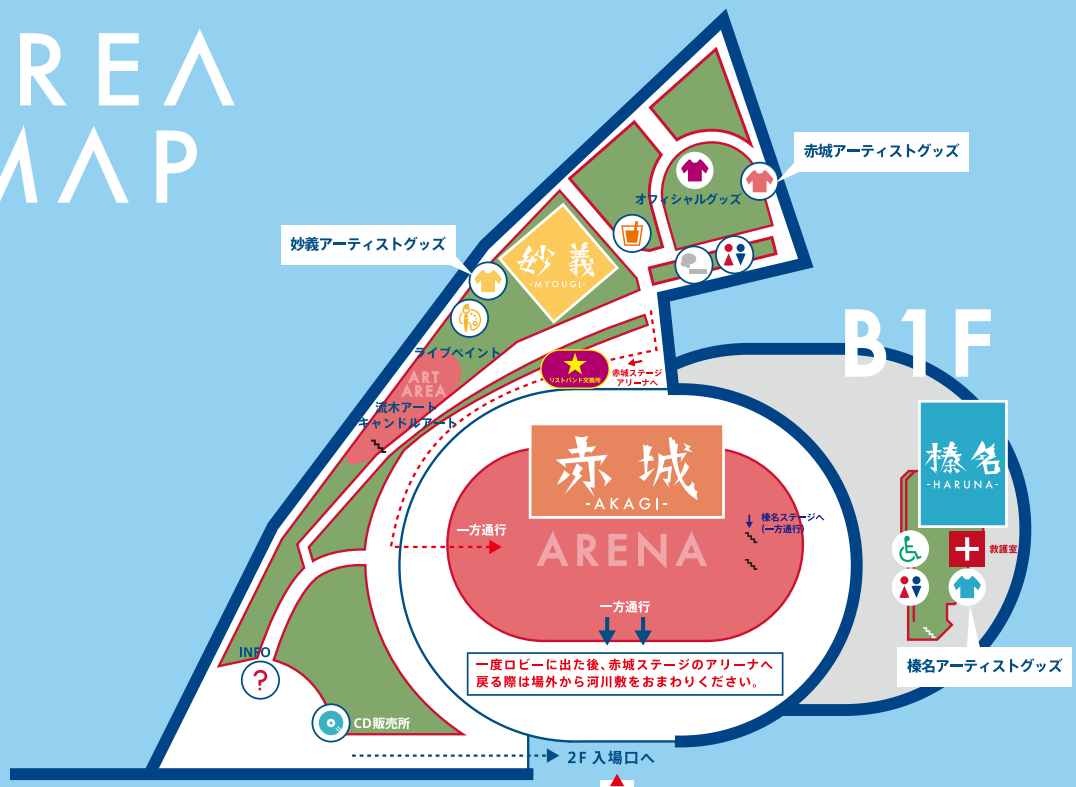 REA
MAP
赤城アーティストグッズ
オフィシャルグッズ
妙義アーティストグッズ
妙義
-MYOUGI-
ライブペイント
ART
AREA
流木アート
キャンドルアート
リストバンド交換所
赤城ステージ
アリーナへ
B1F
赤城
-AKAGI-
榛名
-HARUNA-
榛名ステージへ
(一方通行)
一方通行
ARENA
救護室
一方通行
一度ロビーに出た後、赤城ステージのアリーナへ
戻る際は場外から河川敷をおまわりください。
榛名アーティストグッズ
INFO
?
CD販売所
2F 入場口へ